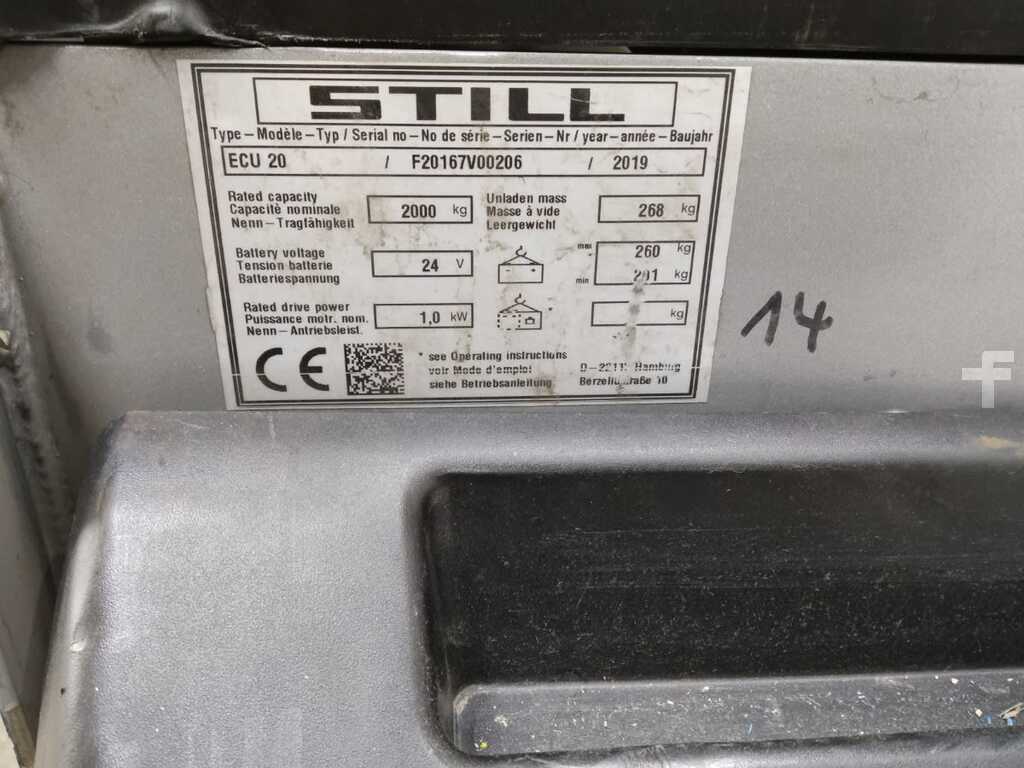 STILL
Type – Modèle – Typ / Serial no – No de série – Serien – Nr / year – année – Baujahr
ECU 20 / F20167V00206 / 2019
Rated capacity
Capacité nominale
Nenn – Tragfähigkeit
2000 kg
Unladen mass
Masse à vide
Leergewicht
268 kg
Battery voltage
Tension batterie
Batteriespannung
24 V
max 260 kg
min kg
Rated drive power
Puissance motr. nom.
Nenn – Antriebsleist.
1,0 kW
*
kg
CE
* see Operating instructions
voir Mode d'emploi
siehe Betriebsanleitung
Hamburg
14
f